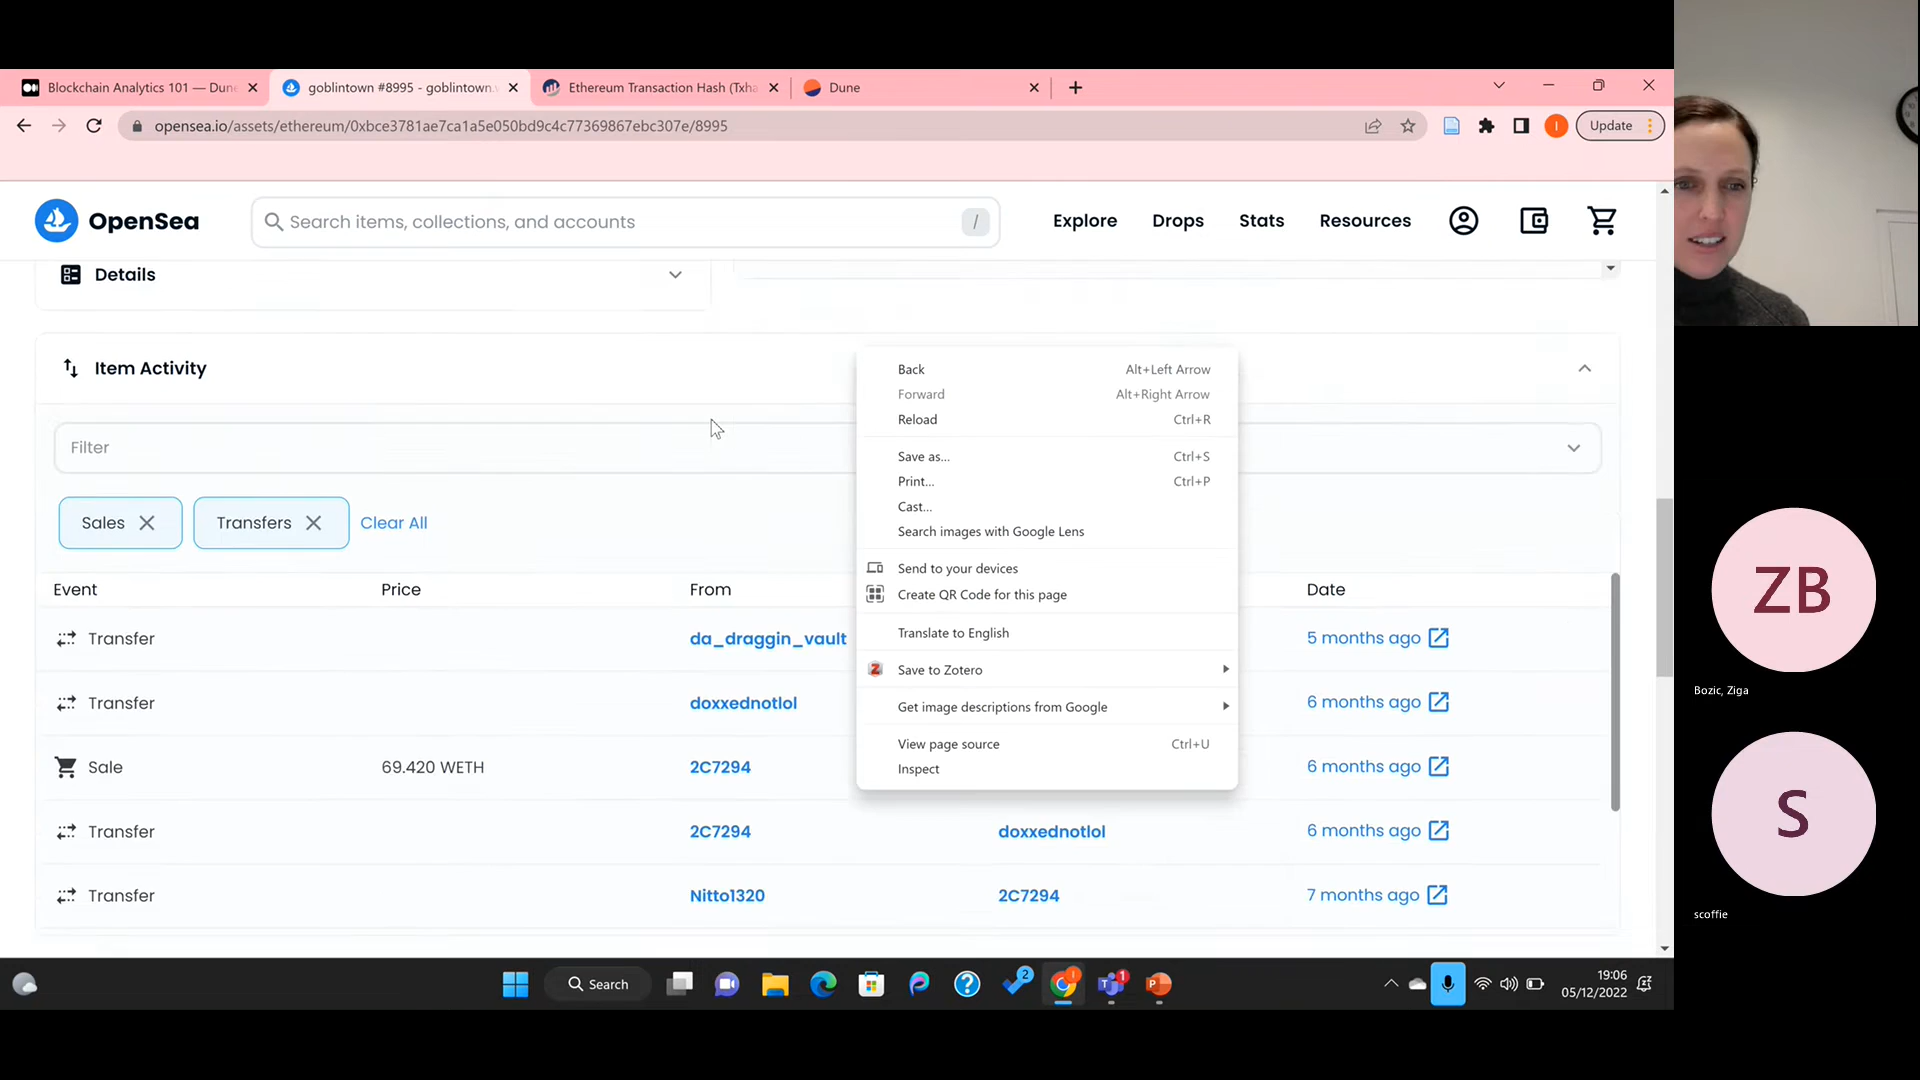 Blockchain Analytics 101 — Dun
goblintown #8995 - goblintown.
Ethereum Transaction Hash (Txha
Dune
opensea.io/assets/ethereum/0xbce3781ae7ca1a5e050bd9c4c77369867ebc307e/8995
I
Update
OpenSea
Search items, collections, and accounts
/
Explore
Drops
Stats
Resources
Details
Item Activity
Filter
Sales
Transfers
Clear All
Back Alt+Left Arrow
Forward Alt+Right Arrow
Reload Ctrl+R
Save as... Ctrl+S
Print... Ctrl+P
Cast...
Search images with Google Lens
Send to your devices
Create QR Code for this page
Translate to English
Z Save to Zotero
Get image descriptions from Google
View page source Ctrl+U
Inspect
Event Price From Date
Transfer da_draggin_vault 5 months ago
Transfer doxxednotlol 6 months ago
Sale 69.420 WETH 2C7294 6 months ago
Transfer 2C7294 doxxednotlol 6 months ago
Transfer Nitto1320 2C7294 7 months ago
Search
2
1
19:06
05/12/2022
ZB
Bozic, Ziga
S
scoffie